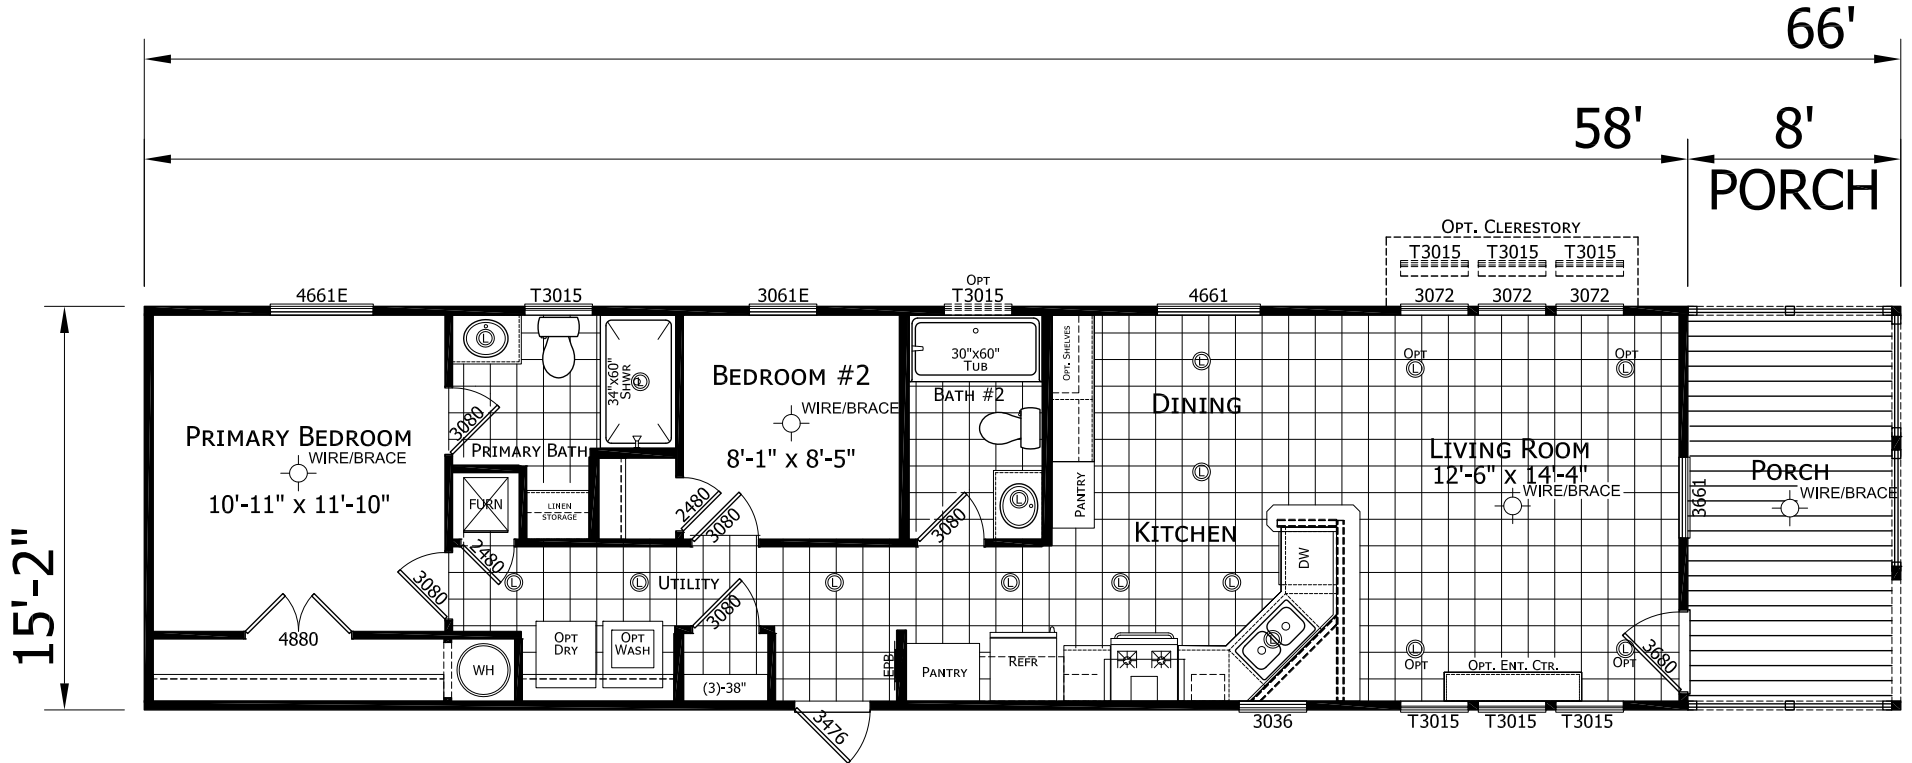 66'
58'
8'
PORCH
15'-2"
OPT. CLERESTORY
T3015
T3015
T3015
4661E
T3015
3061E
OPT
T3015
4661
3072
3072
3072
PRIMARY BEDROOM
WIRE/BRACE
10'-11" x 11'-10"
4880
3080
3080
L
PRIMARY BATH
34"x60"
SHWR
L
FURN
2480
LINEN
STORAGE
BEDROOM #2
WIRE/BRACE
8'-1" x 8'-5"
2480
3080
30"x60"
TUB
BATH #2
L
3080
OPT. SHELVES
PANTRY
L
DINING
L
KITCHEN
OPT
L
OPT
L
LIVING ROOM
12'-6" x 14'-4"
WIRE/BRACE
3661
PORCH
WIRE/BRACE
L
L
UTILITY
L
L
L
L
DW
3080
WH
OPT
DRY
OPT
WASH
(3)-38"
EPB
PANTRY
REFR
L
L
OPT
OPT. ENT. CTR.
L
OPT
3680
3476
3036
T3015
T3015
T3015